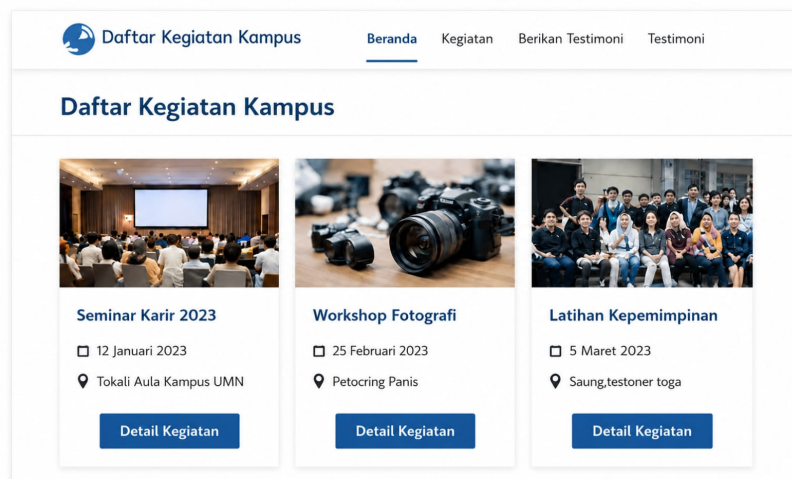 Daftar Kegiatan Kampus
Beranda
Kegiatan
Berikan Testimoni
Testimoni
Daftar Kegiatan Kampus
Seminar Karir 2023
12 Januari 2023
Tokali Aula Kampus UMN
Detail Kegiatan
Workshop Fotografi
25 Februari 2023
Petocring Panis
Detail Kegiatan
Latihan Kepemimpinan
5 Maret 2023
Saung,testoner toga
Detail Kegiatan